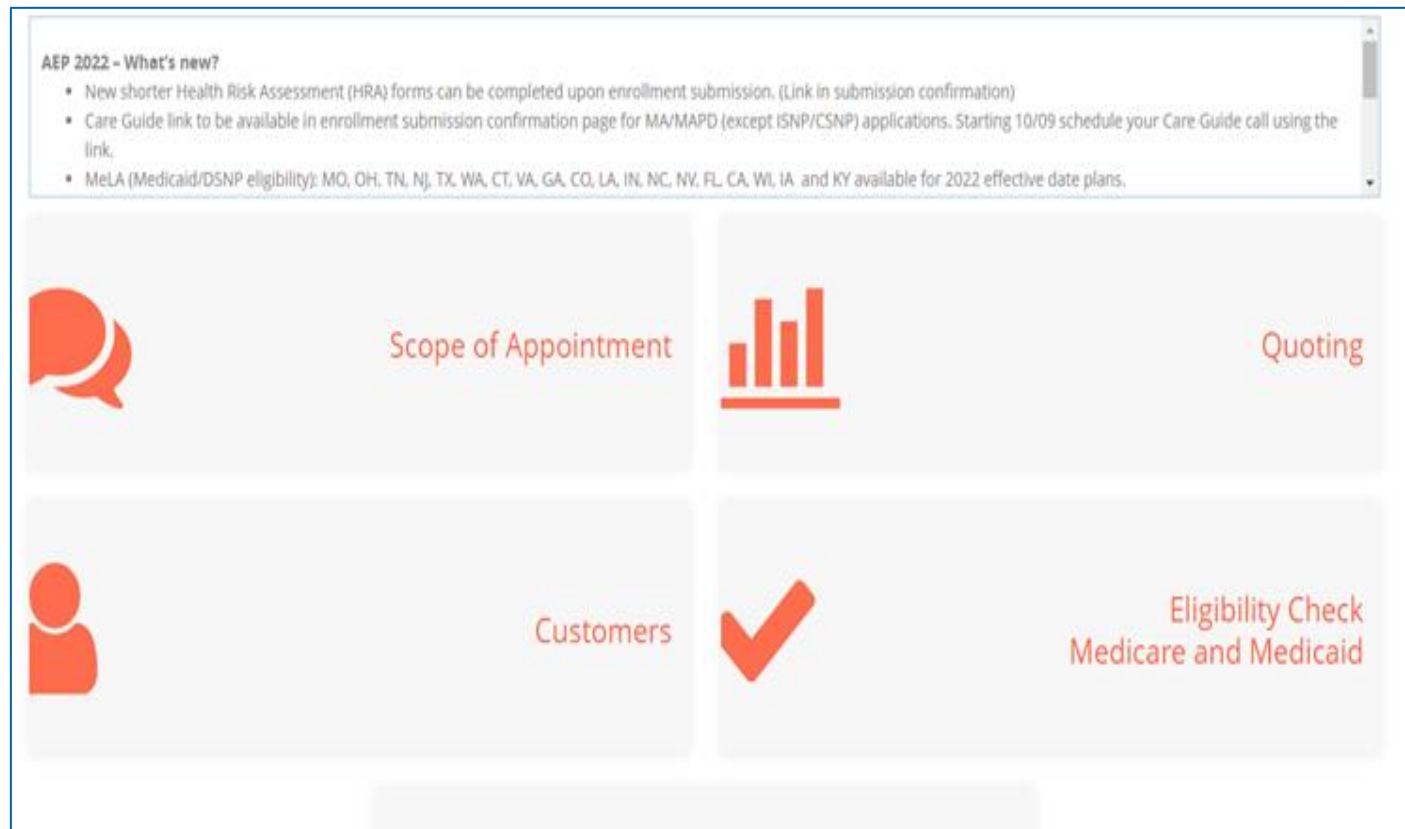 AEP 2022 – What's new?
• New shorter Health Risk Assessment (HRA) forms can be completed upon enrollment submission. (Link in submission confirmation)
• Care Guide link to be available in enrollment submission confirmation page for MA/MAPD (except ISNP/CSNP) applications. Starting 10/09 schedule your Care Guide call using the
link.
• MeLA (Medicaid/DSNP eligibility): MO, OH, TN, NJ, TX, WA, CT, VA, GA, CO, LA, IN, NC, NV, FL, CA, WI, IA and KY available for 2022 effective date plans.
Scope of Appointment
Quoting
Customers
Eligibility Check
Medicare and Medicaid